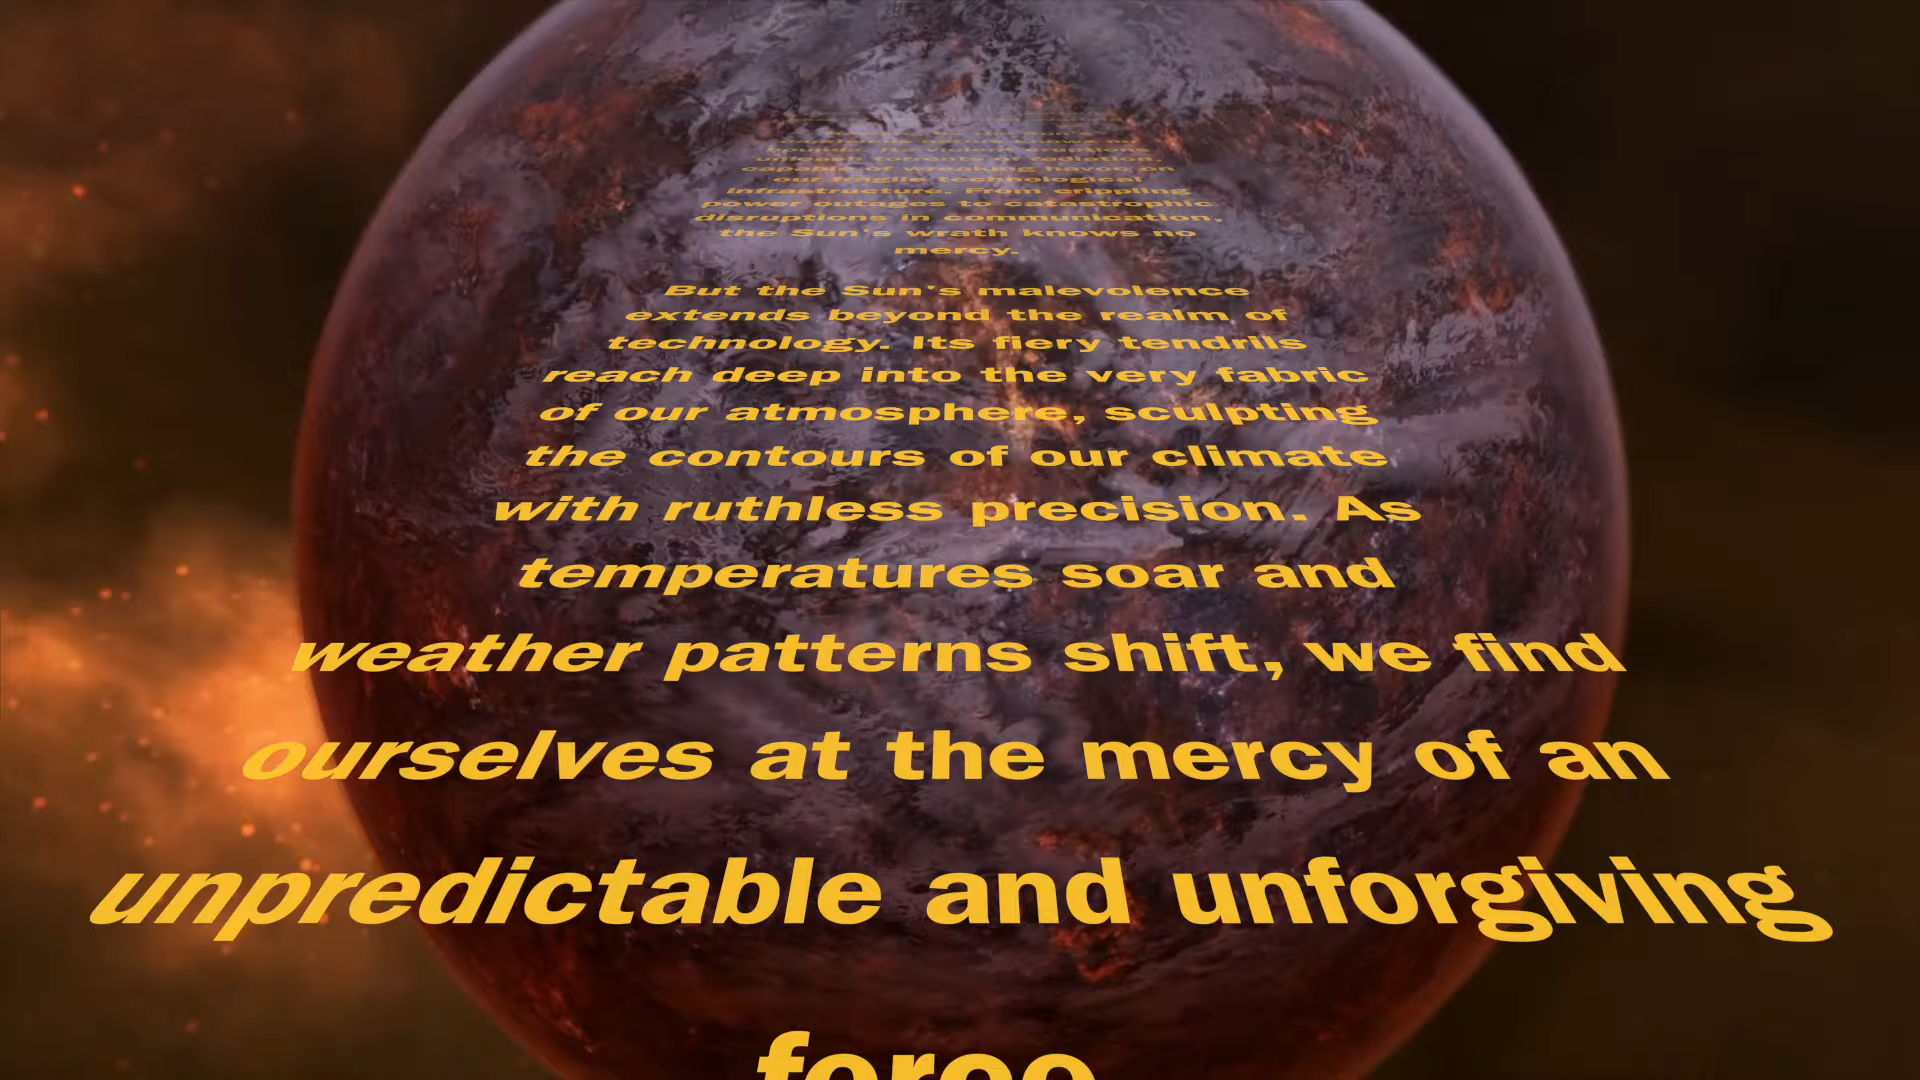 unleash torrents of radiation,
capable of wreaking havoc on
our fragile technological
infrastructure. From crippling
power outages to catastrophic
disruptions in communication,
the Sun's wrath knows no
mercy.
But the Sun's malevolence
extends beyond the realm of
technology. Its fiery tendrils
reach deep into the very fabric
of our atmosphere, sculpting
the contours of our climate
with ruthless precision. As
temperatures soar and
weather patterns shift, we find
ourselves at the mercy of an
unpredictable and unforgiving
force